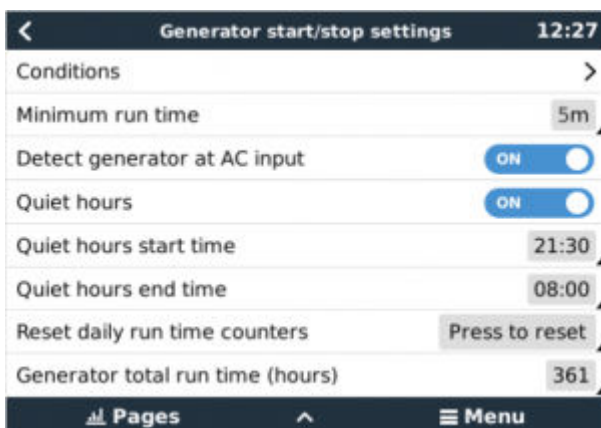 Generator start/stop settings 12:27
Conditions
Minimum run time 5m
Detect generator at AC input ON
Quiet hours ON
Quiet hours start time 21:30
Quiet hours end time 08:00
Reset daily run time counters Press to reset
Generator total run time (hours) 361
Pages Menu